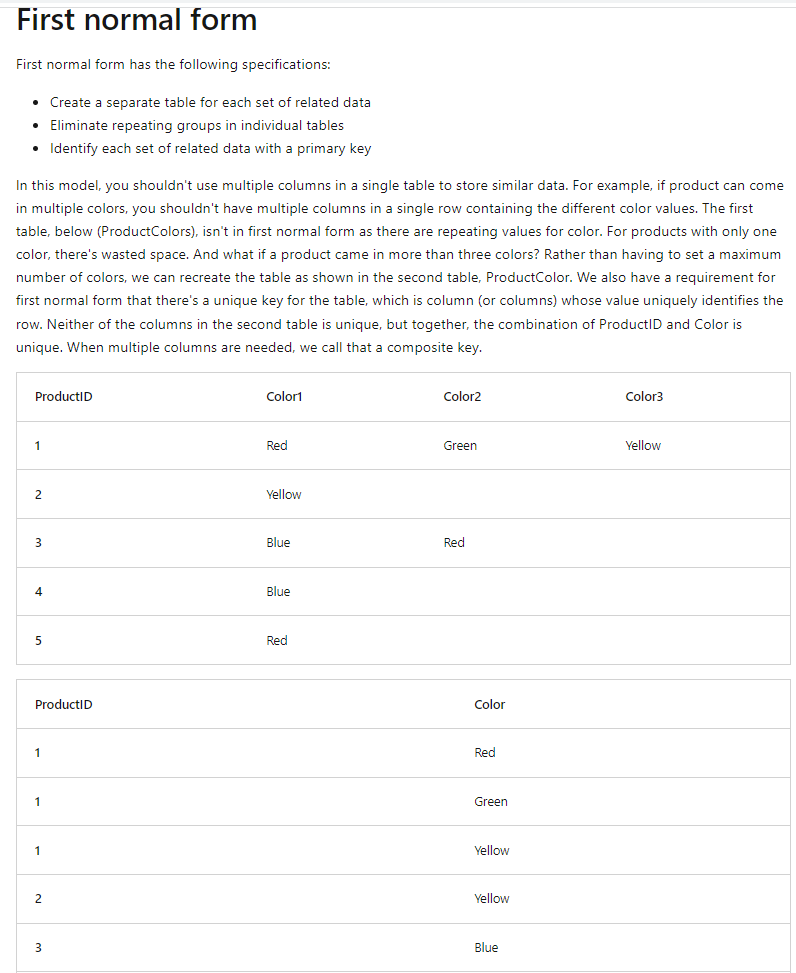 First normal form
First normal form has the following specifications:
• Create a separate table for each set of related data
• Eliminate repeating groups in individual tables
• Identify each set of related data with a primary key
In this model, you shouldn't use multiple columns in a single table to store similar data. For example, if product can come
in multiple colors, you shouldn't have multiple columns in a single row containing the different color values. The first
table, below (ProductColors), isn't in first normal form as there are repeating values for color. For products with only one
color, there's wasted space. And what if a product came in more than three colors? Rather than having to set a maximum
number of colors, we can recreate the table as shown in the second table, ProductColor. We also have a requirement for
first normal form that there's a unique key for the table, which is column (or columns) whose value uniquely identifies the
row. Neither of the columns in the second table is unique, but together, the combination of ProductID and Color is
unique. When multiple columns are needed, we call that a composite key.
ProductID Color1 Color2 Color3
1 Red Green Yellow
2 Yellow
3 Blue Red
4 Blue
5 Red
ProductID Color
1 Red
1 Green
1 Yellow
2 Yellow
3 Blue